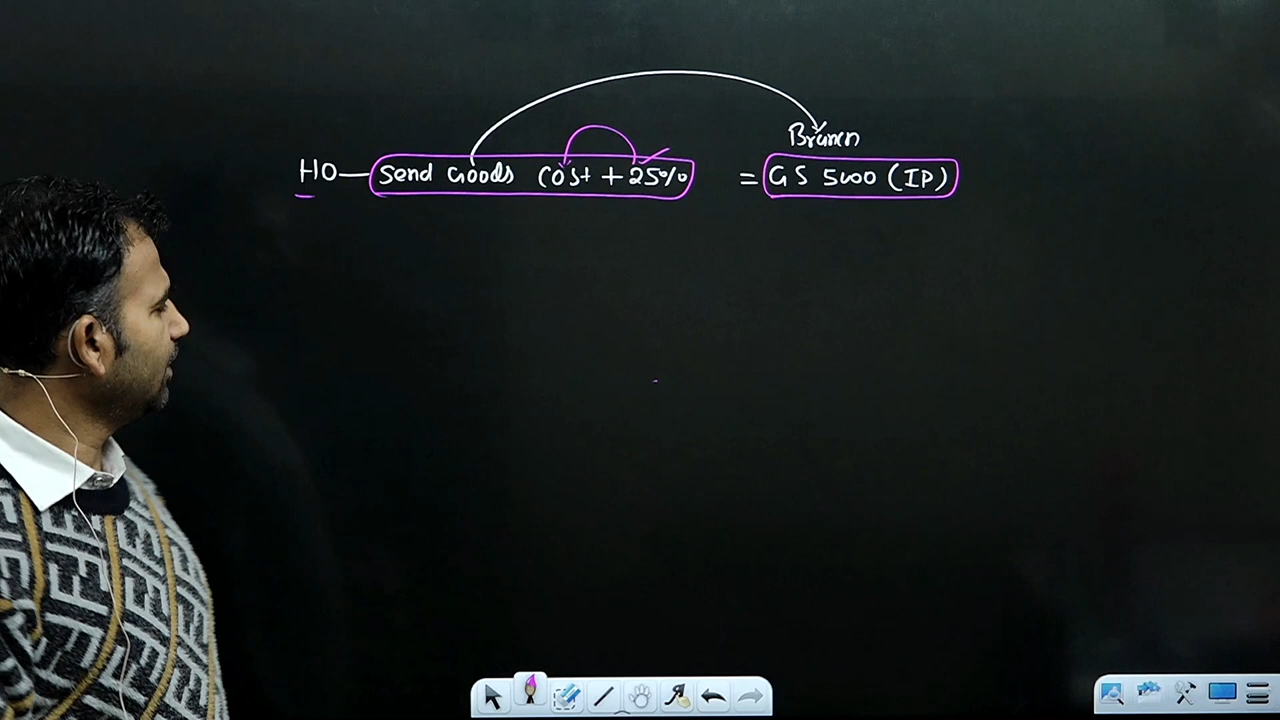 Branch
HO — Send Goods Cost + 25% = GS 5000 (IP)